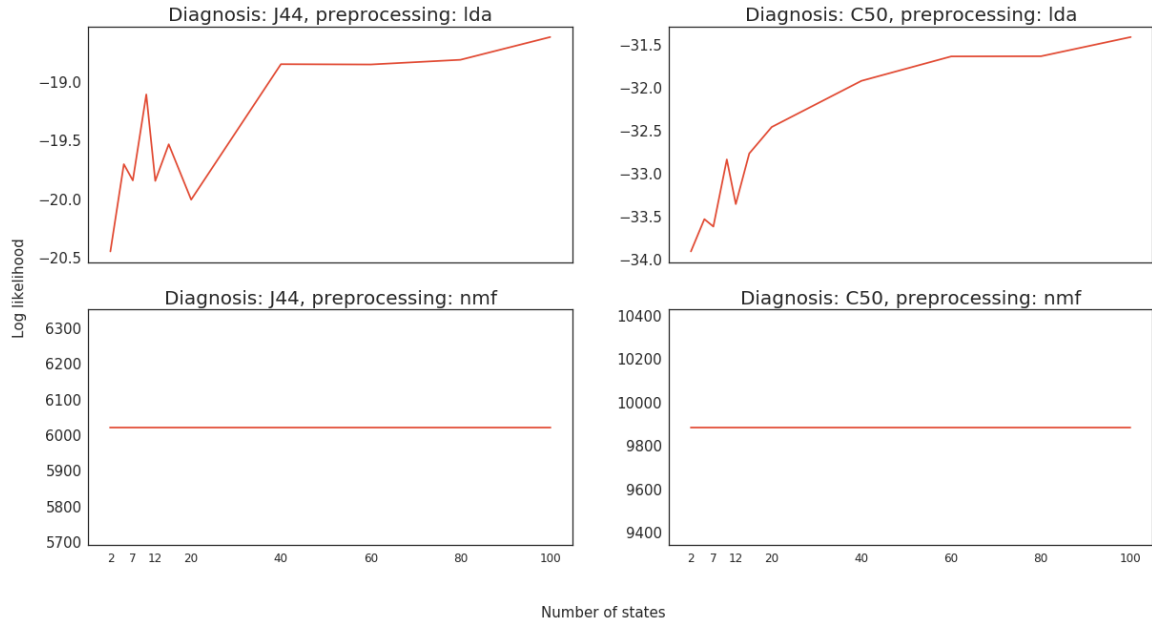 Diagnosis: J44, preprocessing: lda
−19.0
−19.5
−20.0
−20.5
Diagnosis: C50, preprocessing: lda
−31.5
−32.0
−32.5
−33.0
−33.5
−34.0
Log likelihood
Diagnosis: J44, preprocessing: nmf
6300
6200
6100
6000
5900
5800
5700
2 7 12 20 40 60 80 100
Diagnosis: C50, preprocessing: nmf
10400
10200
10000
9800
9600
9400
2 7 12 20 40 60 80 100
Number of states